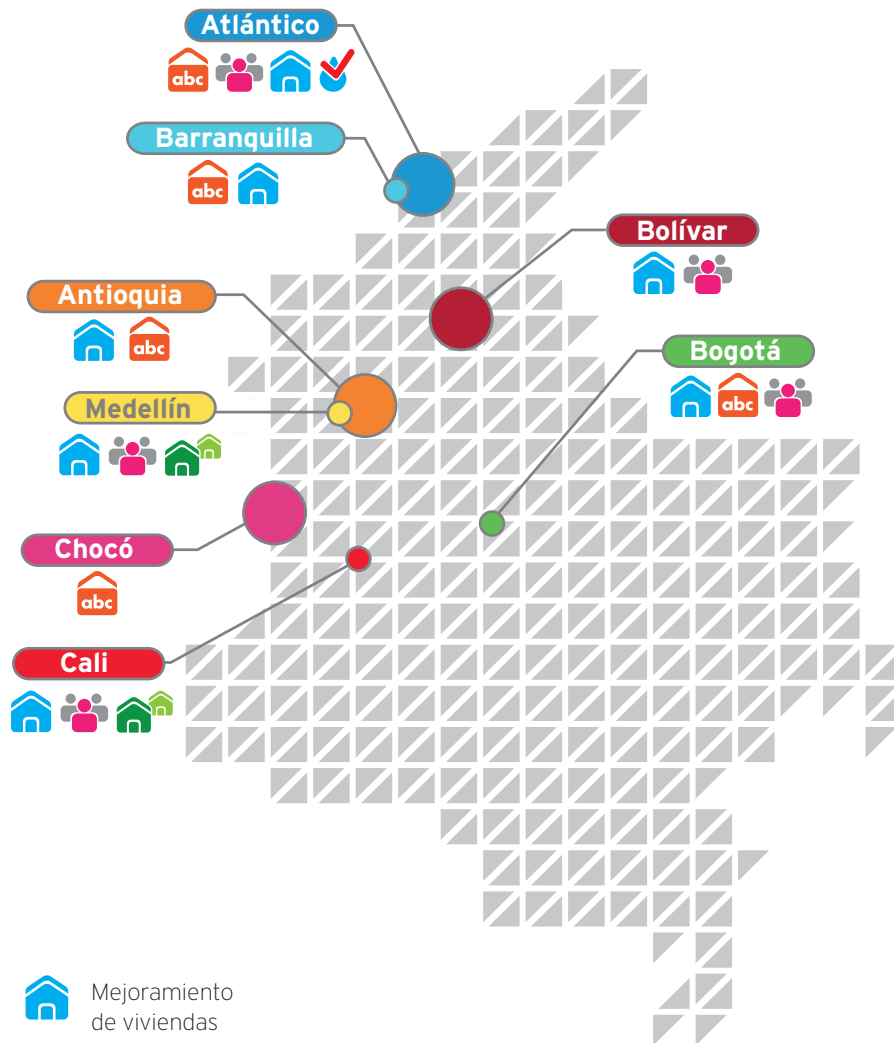 Atlántico
abc
Barranquilla
abc
Bolívar
Antioquia
abc
Bogotá
abc
Medellín
Chocó
abc
Cali
Mejoramiento
de viviendas